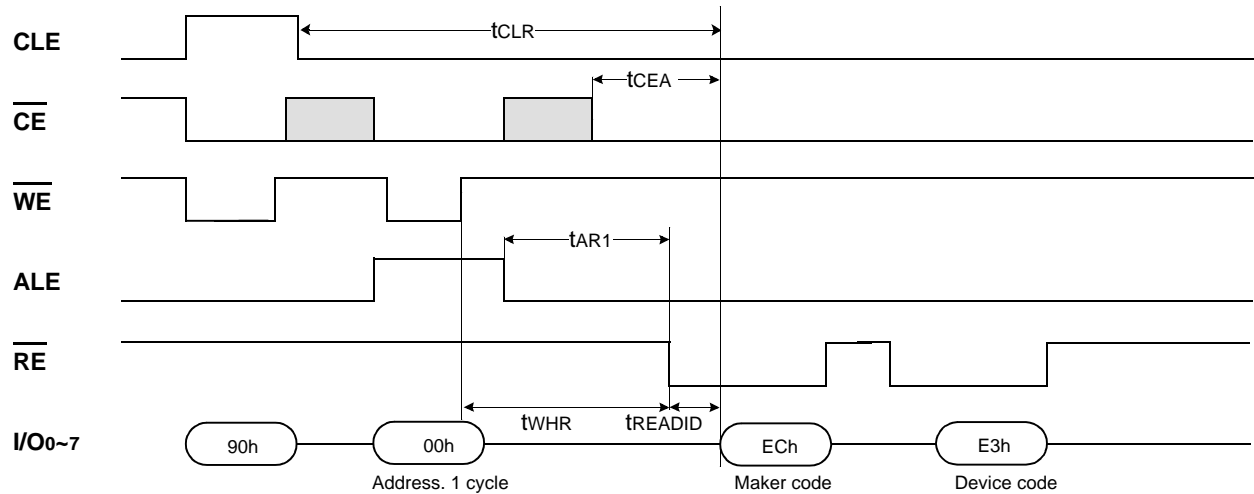 CLE
tCLR
tCEA
CE
WE
tAR1
ALE
RE
tWHR
tREADID
I/O0~7
90h
00h
ECh
E3h
Address. 1 cycle
Maker code
Device code